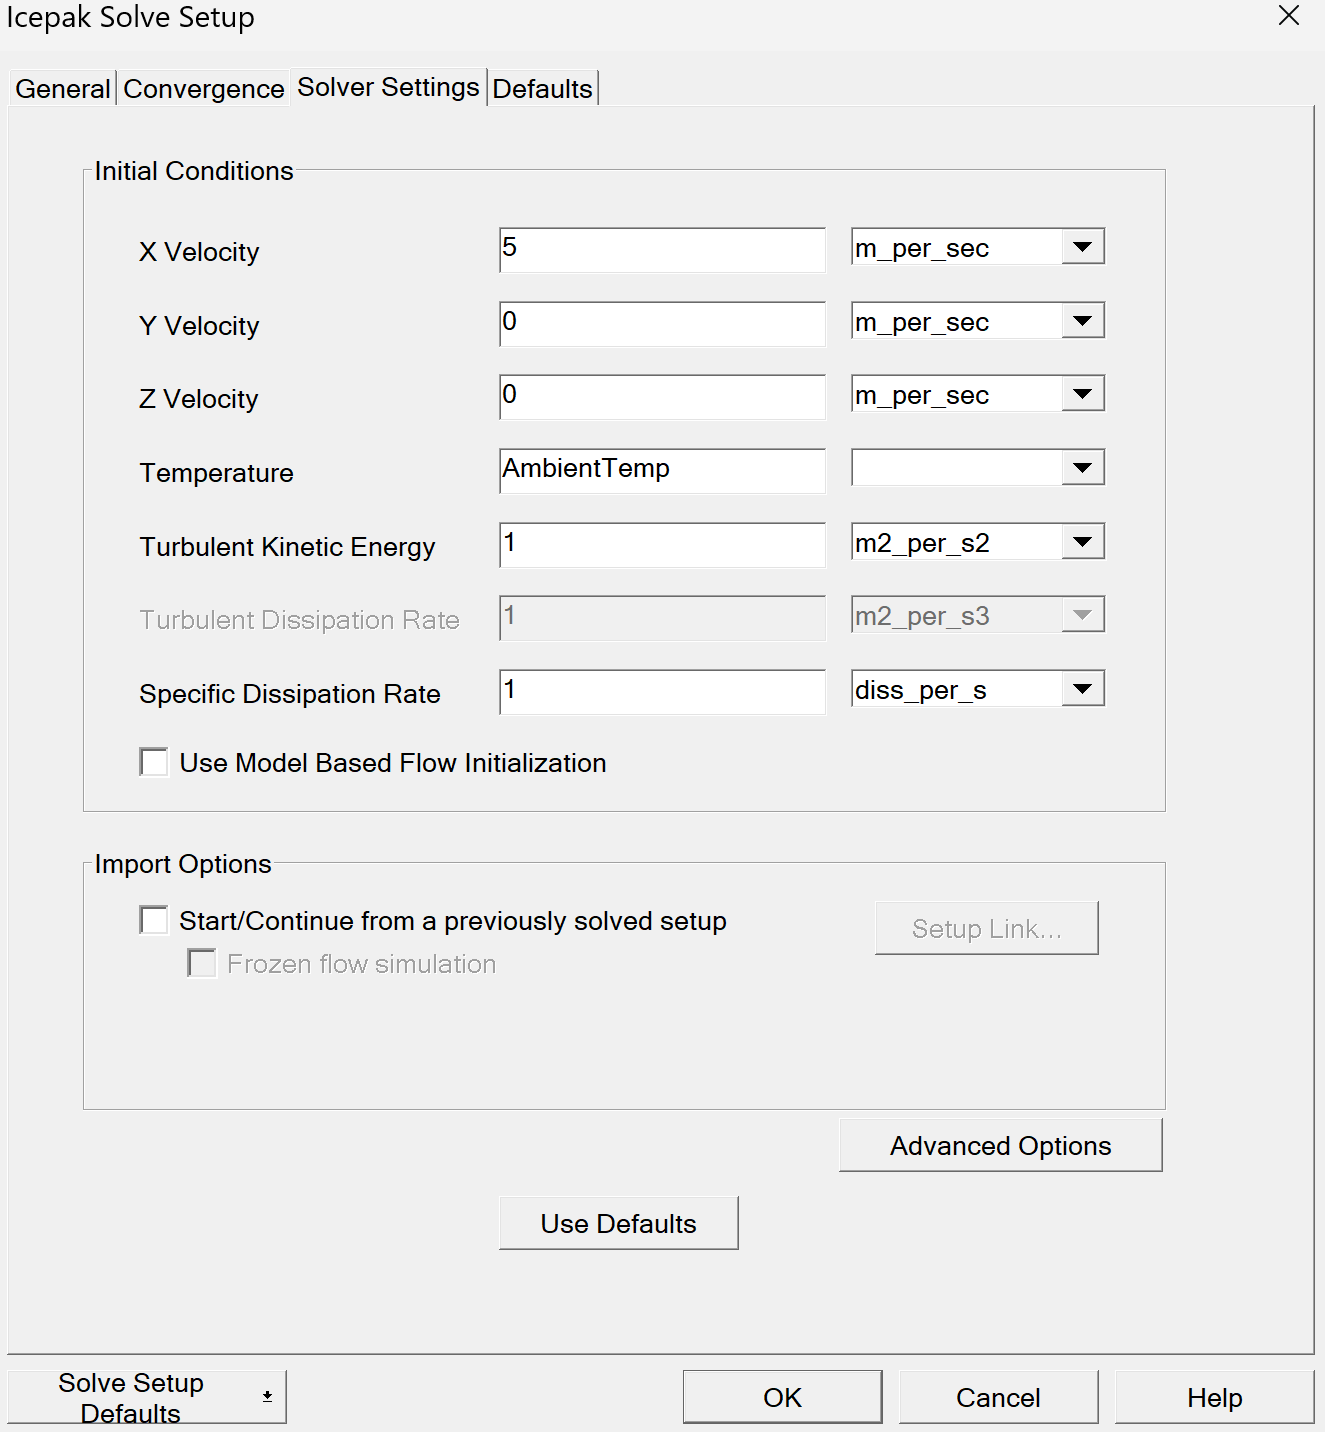 Icepak Solve Setup
General Convergence Solver Settings Defaults
Initial Conditions
X Velocity 5 m_per_sec
Y Velocity 0 m_per_sec
Z Velocity 0 m_per_sec
Temperature AmbientTemp
Turbulent Kinetic Energy 1 m2_per_s2
Turbulent Dissipation Rate 1 m2_per_s3
Specific Dissipation Rate 1 diss_per_s
Use Model Based Flow Initialization
Import Options
Start/Continue from a previously solved setup Setup Link...
Frozen flow simulation
Advanced Options
Use Defaults
Solve Setup
Defaults
OK Cancel Help